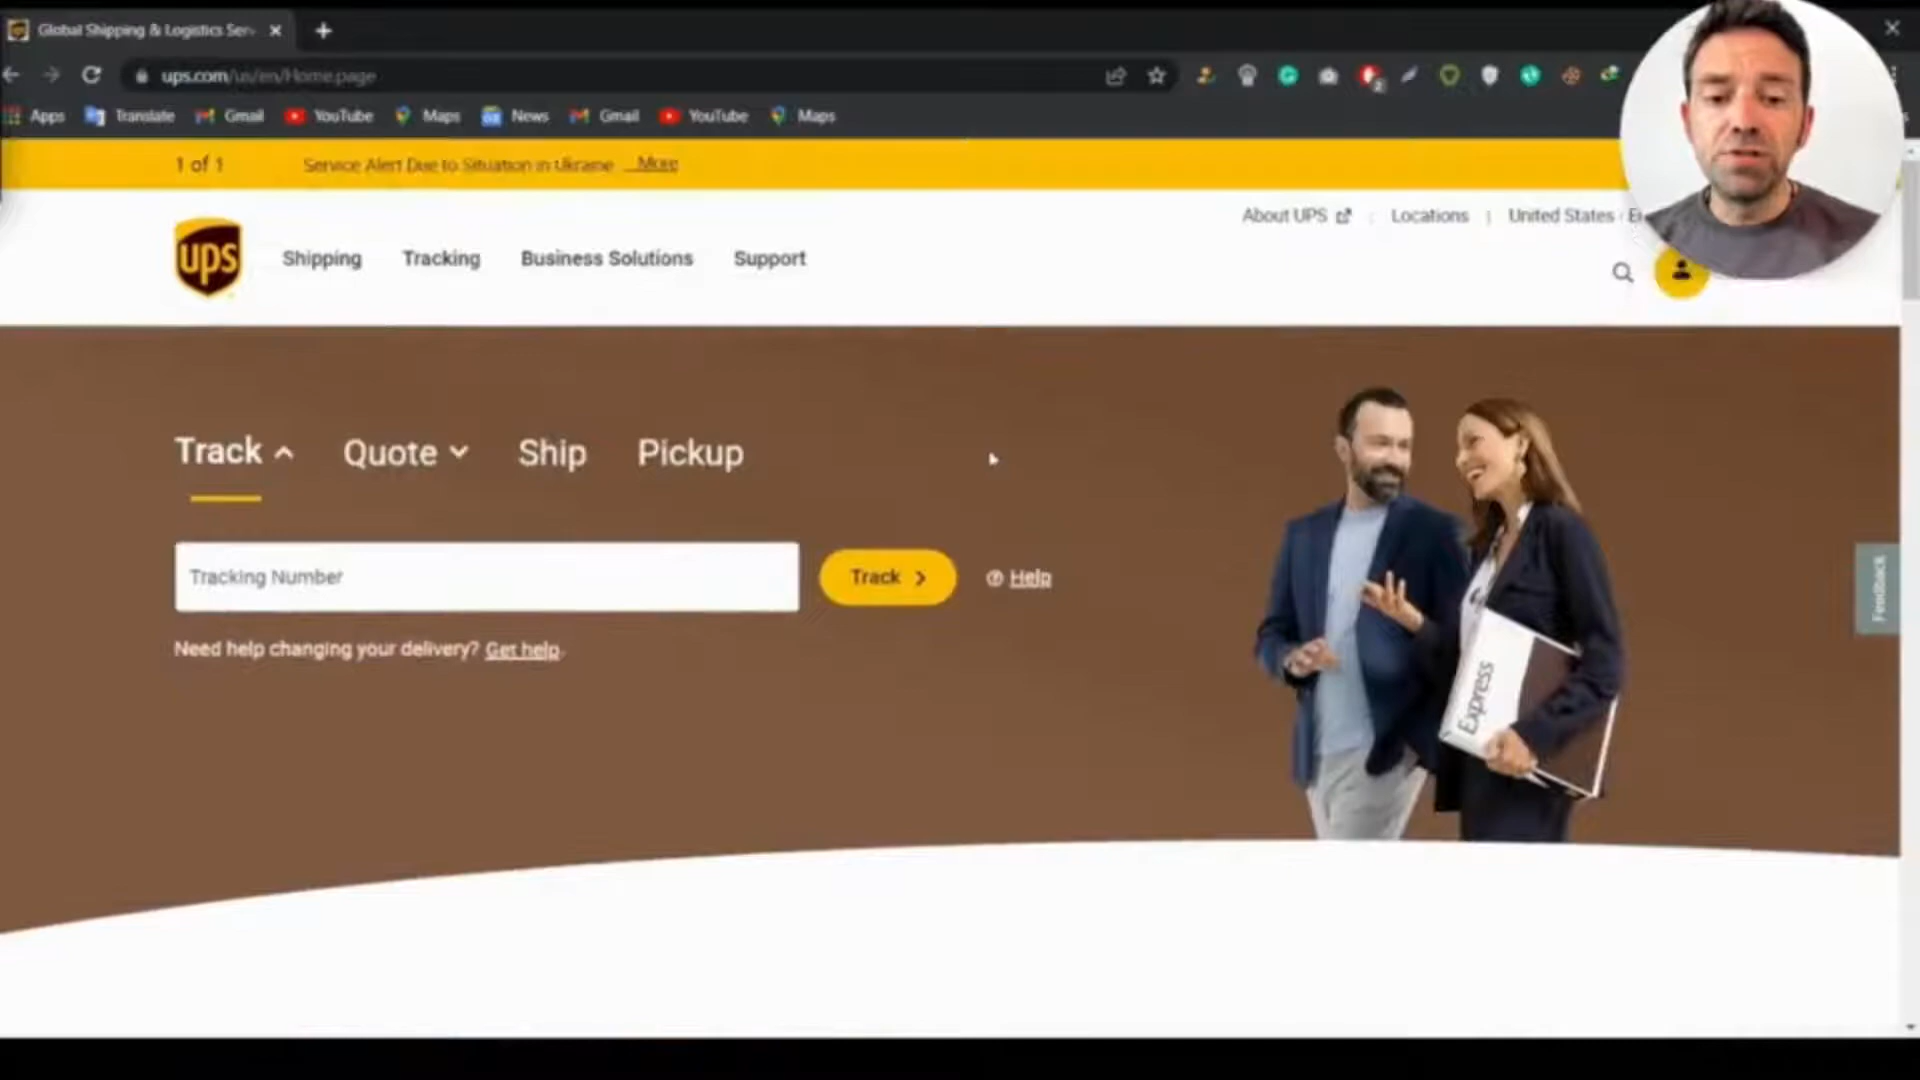 Global Shipping & Logistics Serv
ups.com/us/en/Home.page
2
Apps Translate Gmail YouTube Maps News Gmail YouTube Maps
1 of 1 Service Alert Due to Situation in Ukraine ...More
About UPS Locations United States
ups Shipping Tracking Business Solutions Support
Track Quote Ship Pickup
Tracking Number
Track Help
Need help changing your delivery? Get help.
Express
Feedback